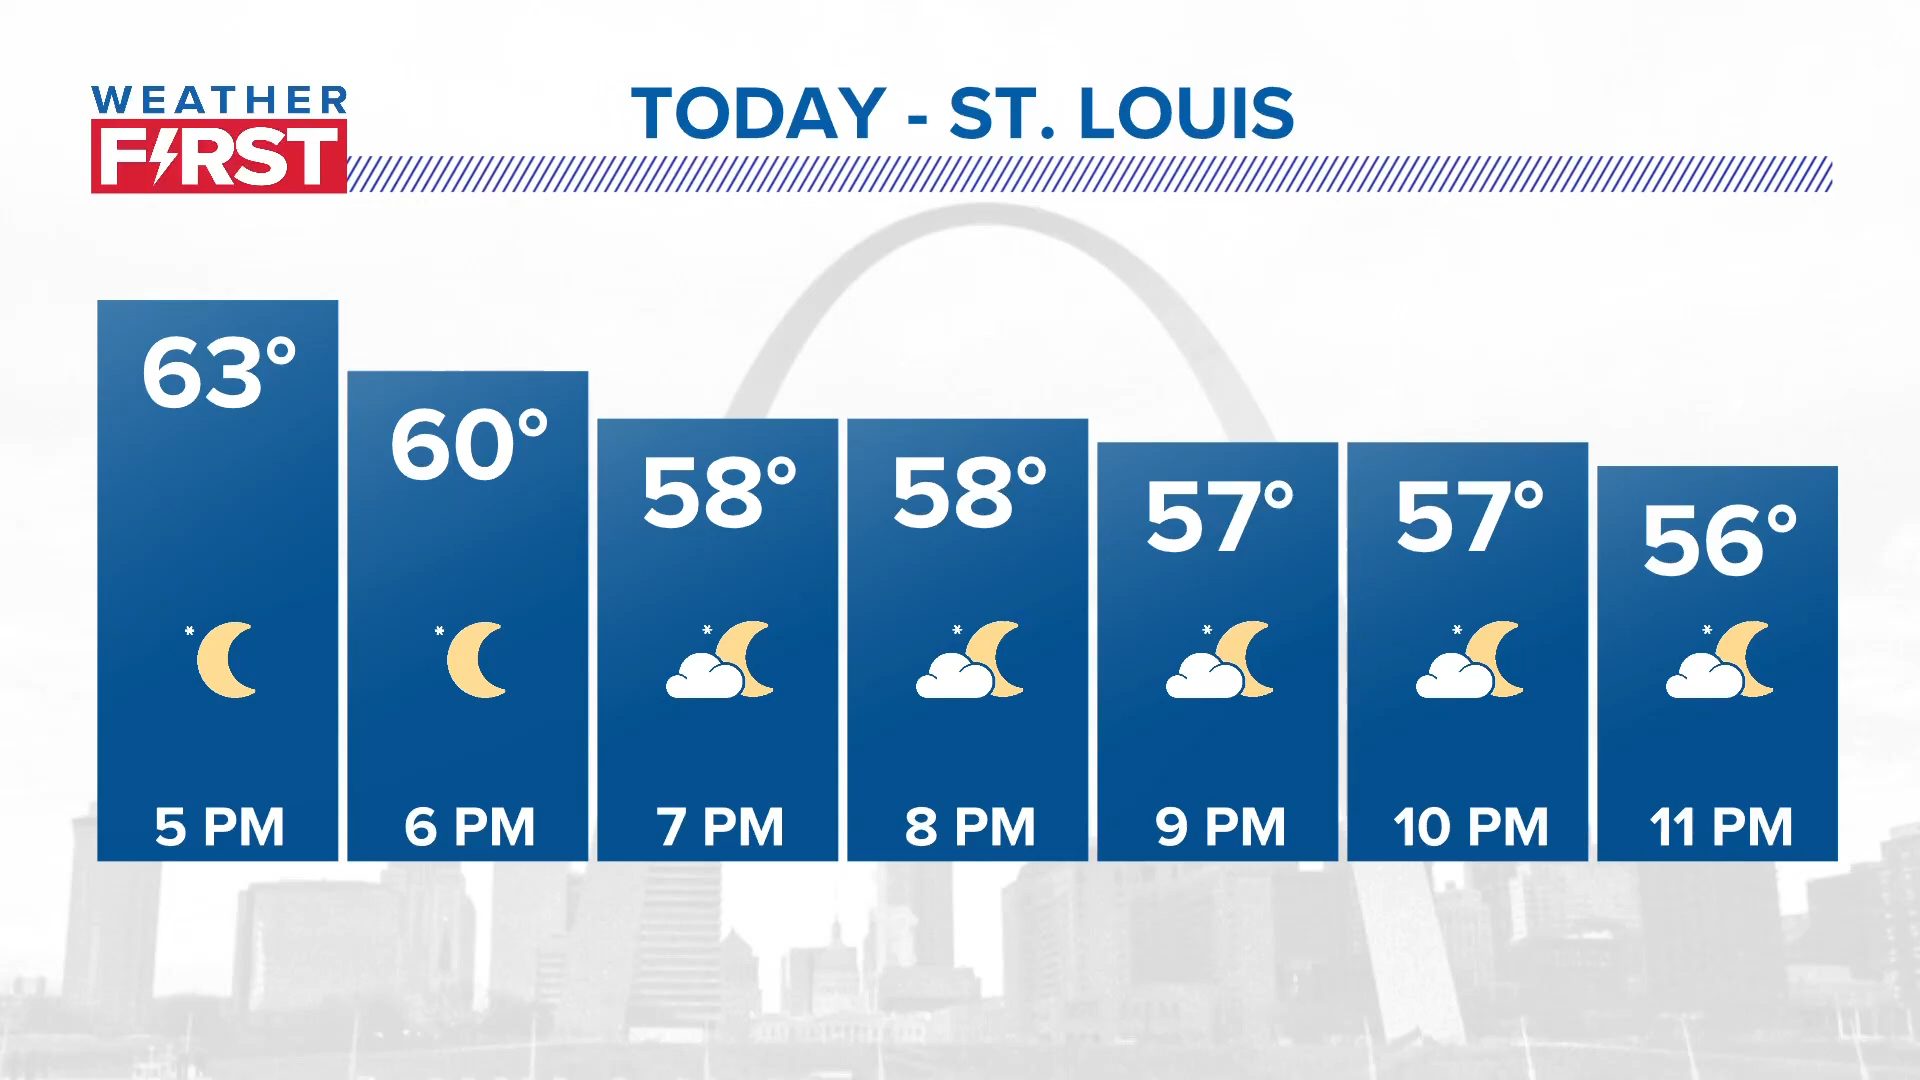 WEATHER
FIRST
TODAY - ST. LOUIS
63°
60°
58°
58°
57°
57°
56°
5 PM
6 PM
7 PM
8 PM
9 PM
10 PM
11 PM